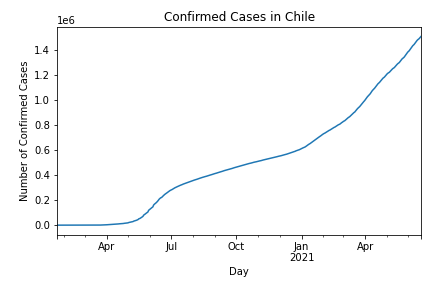 Confirmed Cases in Chile
1e6
1.4
1.2
1.0
0.8
0.6
0.4
0.2
0.0
Number of Confirmed Cases
Apr Jul Oct Jan Apr
2021
Day